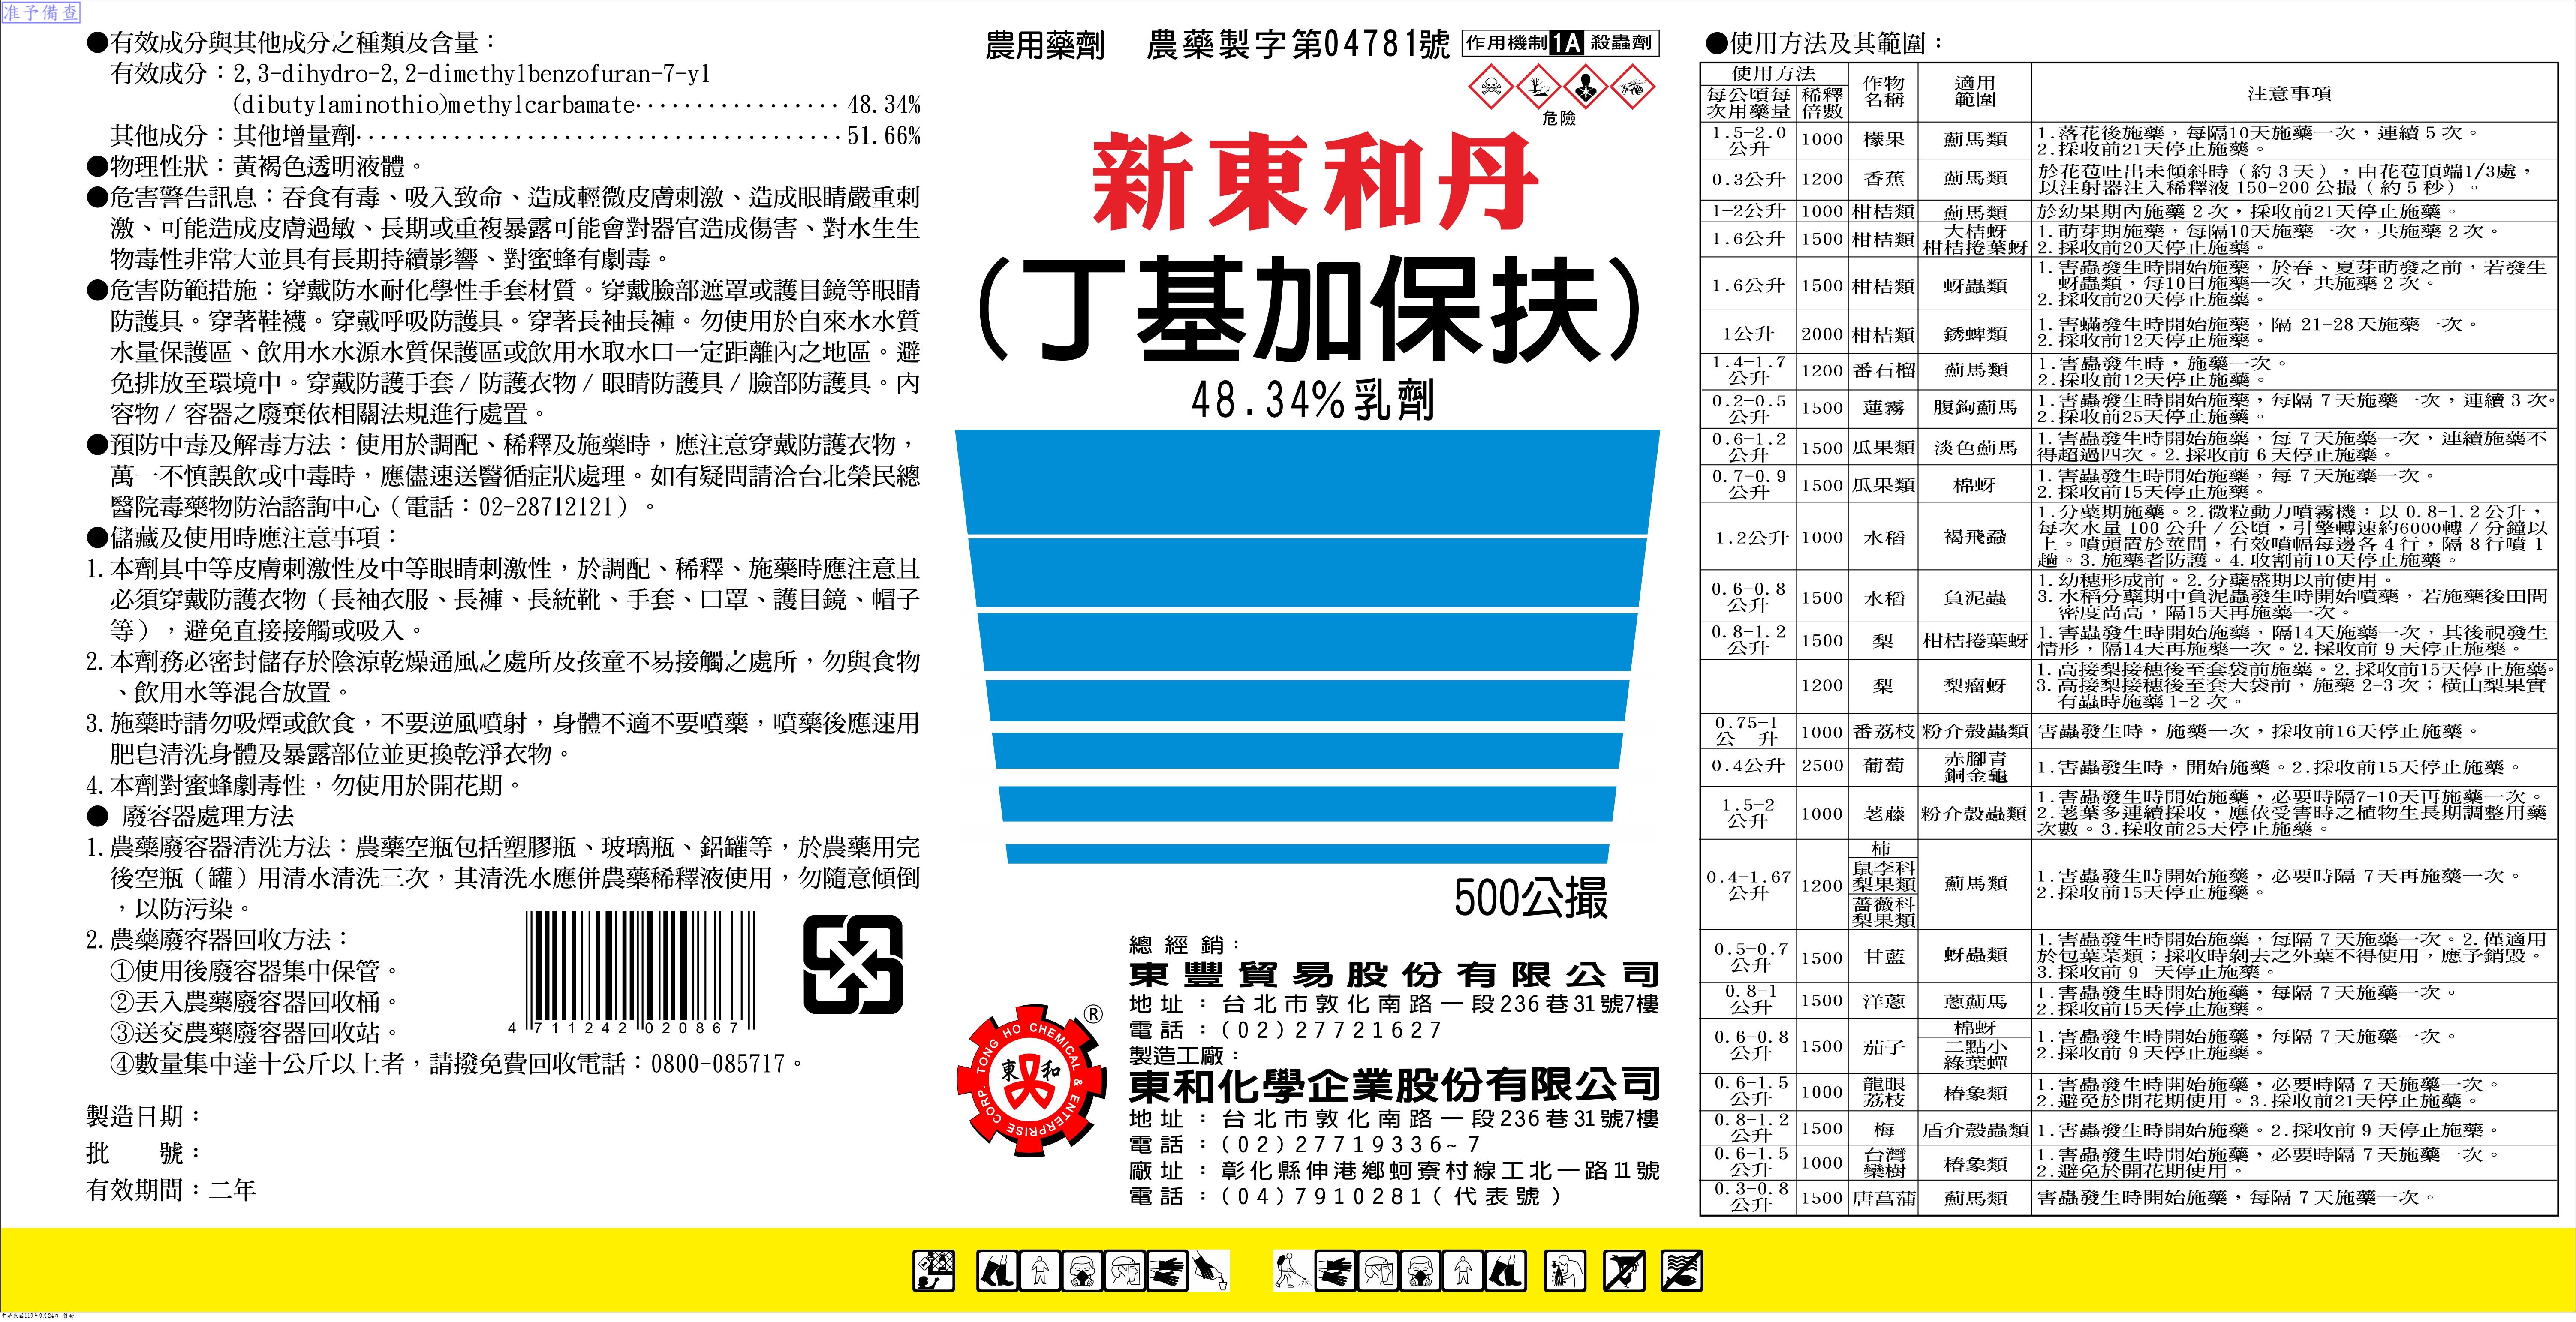 准予備查
●有效成分與其他成分之種類及含量：
有效成分：2,3-dihydro-2,2-dimethylbenzofuran-7-yl
(dibutylaminothio)methylcarbamate················· 48.34%
其他成分：其他增量劑········································ 51.66%
●物理性狀：黃褐色透明液體。
●危害警告訊息：吞食有毒、吸入致命、造成輕微皮膚刺激、造成眼睛嚴重刺
激、可能造成皮膚過敏、長期或重複暴露可能會對器官造成傷害、對水生生
物毒性非常大並具有長期持續影響、對蜜蜂有劇毒。
●危害防範措施：穿戴防水耐化學性手套材質。穿戴臉部遮罩或護目鏡等眼睛
防護具。穿著鞋襪。穿戴呼吸防護具。穿著長袖長褲。勿使用於自來水水質
水量保護區、飲用水水源水質保護區或飲用水取水口一定距離內之地區。避
免排放至環境中。穿戴防護手套/防護衣物/眼睛防護具/臉部防護具。內
容物/容器之廢棄依相關法規進行處置。
●預防中毒及解毒方法：使用於調配、稀釋及施藥時，應注意穿戴防護衣物，
萬一不慎誤飲或中毒時，應儘速送醫循症狀處理。如有疑問請洽台北榮民總
醫院毒藥物防治諮詢中心（電話：02-28712121）。
●儲藏及使用時應注意事項：
1.本劑具中等皮膚刺激性及中等眼睛刺激性，於調配、稀釋、施藥時應注意且
必須穿戴防護衣物（長袖衣服、長褲、長統靴、手套、口罩、護目鏡、帽子
等），避免直接接觸或吸入。
2.本劑務必密封儲存於陰涼乾燥通風之處所及孩童不易接觸之處所，勿與食物
、飲用水等混合放置。
3.施藥時請勿吸煙或飲食，不要逆風噴射，身體不適不要噴藥，噴藥後應速用
肥皂清洗身體及暴露部位並更換乾淨衣物。
4.本劑對蜜蜂劇毒性，勿使用於開花期。
● 廢容器處理方法
1.農藥廢容器清洗方法：農藥空瓶包括塑膠瓶、玻璃瓶、鋁罐等，於農藥用完
後空瓶（罐）用清水清洗三次，其清洗水應併農藥稀釋液使用，勿隨意傾倒
，以防污染。
2.農藥廢容器回收方法：
①使用後廢容器集中保管。
②丟入農藥廢容器回收桶。
③送交農藥廢容器回收站。
④數量集中達十公斤以上者，請撥免費回收電話：0800-085717。
4 711242 020867
製造日期：
批　　號：
有效期間：二年
農用藥劑 農藥製字第04781號 作用機制 1A 殺蟲劑
危險
新東和丹
(丁基加保扶)
48.34%乳劑
500公撮
總經銷：
東豐貿易股份有限公司
地址：台北市敦化南路一段236巷31號7樓
電話：(02)27721627
製造工廠：
東和化學企業股份有限公司
地址：台北市敦化南路一段236巷31號7樓
電話：(02)27719336~7
廠址：彰化縣伸港鄉蚵寮村線工北一路11號
電話：(04)7910281(代表號)
®
TONG HO CHEMICAL & ENTERPRISE CORP.
東 和
●使用方法及其範圍：
使用方法 作物名稱 適用範圍 注意事項
每公頃每次用藥量 稀釋倍數
1.5-2.0公升 1000 檬果 薊馬類 1.落花後施藥，每隔10天施藥一次，連續5次。
2.採收前21天停止施藥。
0.3公升 1200 香蕉 薊馬類 於花苞吐出未傾斜時（約3天），由花苞頂端1/3處，
以注射器注入稀釋液150-200公撮（約5秒）。
1-2公升 1000 柑桔類 薊馬類 於幼果期內施藥2次，採收前21天停止施藥。
1.6公升 1500 柑桔類 大桔蚜 柑桔捲葉蚜 1.萌芽期施藥，每隔10天施藥一次，共施藥2次。
2.採收前20天停止施藥。
1.6公升 1500 柑桔類 蚜蟲類 1.害蟲發生時開始施藥，於春、夏芽萌發之前，若發生
蚜蟲類，每10日施藥一次，共施藥2次。
2.採收前20天停止施藥。
1公升 2000 柑桔類 銹蜱類 1.害蟎發生時開始施藥，隔 21-28天施藥一次。
2.採收前12天停止施藥。
1.4-1.7公升 1200 番石榴 薊馬類 1.害蟲發生時，施藥一次。
2.採收前12天停止施藥。
0.2-0.5公升 1500 蓮霧 腹鉤薊馬 1.害蟲發生時開始施藥，每隔7天施藥一次，連續3次。
2.採收前25天停止施藥。
0.6-1.2公升 1500 瓜果類 淡色薊馬 1.害蟲發生時開始施藥，每7天施藥一次，連續施藥不
得超過四次。2.採收前6天停止施藥。
0.7-0.9公升 1500 瓜果類 棉蚜 1.害蟲發生時開始施藥，每7天施藥一次。
2.採收前15天停止施藥。
1.2公升 1000 水稻 褐飛蝨 1.分蘗期施藥。2.微粒動力噴霧機：以0.8-1.2公升，
每次水量100公升/公頃，引擎轉速約6000轉/分鐘以
上。噴頭置於莖間，有效噴幅每邊各4行，隔8行噴1
趟。3.施藥者防護。4.收割前10天停止施藥。
0.6-0.8公升 1500 水稻 負泥蟲 1.幼穗形成前。2.分蘗盛期以前使用。
3.水稻分蘗期中負泥蟲發生時開始噴藥，若施藥後田間
密度尚高，隔15天再施藥一次。
0.8-1.2公升 1500 梨 柑桔捲葉蚜 1.害蟲發生時開始施藥，隔14天施藥一次，其後視發生
情形，隔14天再施藥一次。2.採收前9天停止施藥。
1200 梨 梨瘤蚜 1.高接梨接穗後至套袋前施藥。2.採收前15天停止施藥。
3.高接梨接穗後至套大袋前，施藥2-3次；橫山梨果實
有蟲時施藥1-2次。
0.75-1公升 1000 番荔枝 粉介殼蟲類 害蟲發生時，施藥一次，採收前16天停止施藥。
0.4公升 2500 葡萄 赤腳青銅金龜 1.害蟲發生時，開始施藥。2.採收前15天停止施藥。
1.5-2公升 1000 荖藤 粉介殼蟲類 1.害蟲發生時開始施藥，必要時隔7-10天再施藥一次。
2.荖葉多連續採收，應依受害時之植物生長期調整用藥
次數。3.採收前25天停止施藥。
0.4-1.67公升 1200 柿 鼠李科梨果類 薔薇科梨果類 薊馬類 1.害蟲發生時開始施藥，必要時隔7天再施藥一次。
2.採收前15天停止施藥。
0.5-0.7公升 1500 甘藍 蚜蟲類 1.害蟲發生時開始施藥，每隔7天施藥一次。2.僅適用
於包葉菜類；採收時剝去之外葉不得使用，應予銷毀。
3.採收前9 天停止施藥。
0.8-1公升 1500 洋蔥 蔥薊馬 1.害蟲發生時開始施藥，每隔7天施藥一次。
2.採收前15天停止施藥。
0.6-0.8公升 1500 茄子 棉蚜 二點小綠葉蟬 1.害蟲發生時開始施藥，每隔7天施藥一次。
2.採收前9天停止施藥。
0.6-1.5公升 1000 龍眼 荔枝 椿象類 1.害蟲發生時開始施藥，必要時隔7天施藥一次。
2.避免於開花期使用。3.採收前21天停止施藥。
0.8-1.2公升 1500 梅 盾介殼蟲類 1.害蟲發生時開始施藥。2.採收前9天停止施藥。
0.6-1.5公升 1000 台灣欒樹 椿象類 1.害蟲發生時開始施藥，必要時隔7天施藥一次。
2.避免於開花期使用。
0.3-0.8公升 1500 唐菖蒲 薊馬類 害蟲發生時開始施藥，每隔7天施藥一次。